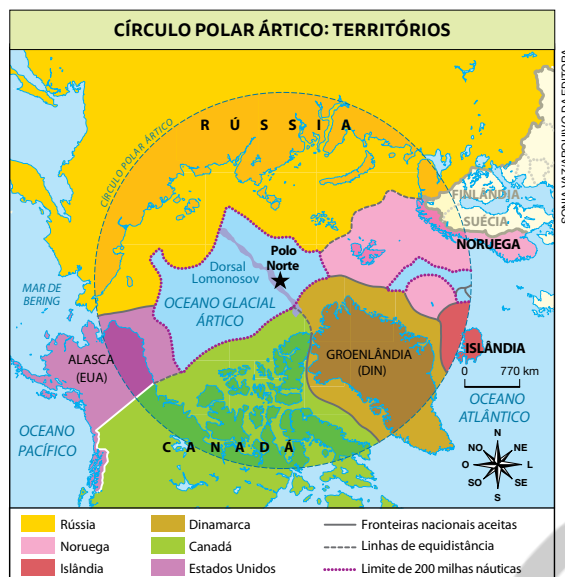 CÍRCULO POLAR ÁRTICO: TERRITÓRIOS
SONIA VAZ/ARQUIVO DA EDITORA
CÍRCULO POLAR ÁRTICO
RÚSSIA
FINLÂNDIA
SUÉCIA
NORUEGA
Polo
Norte
Dorsal
Lomonosov
MAR DE
BERING
OCEANO GLACIAL
ÁRTICO
ALASCA
(EUA)
GROENLÂNDIA
(DIN)
ISLÂNDIA
0 770 km
OCEANO
ATLÂNTICO
OCEANO
PACÍFICO
CANADÁ
N
NO NE
O L
SO SE
S
Rússia
Noruega
Islândia
Dinamarca
Canadá
Estados Unidos
Fronteiras nacionais aceitas
Linhas de equidistância
Limite de 200 milhas náuticas